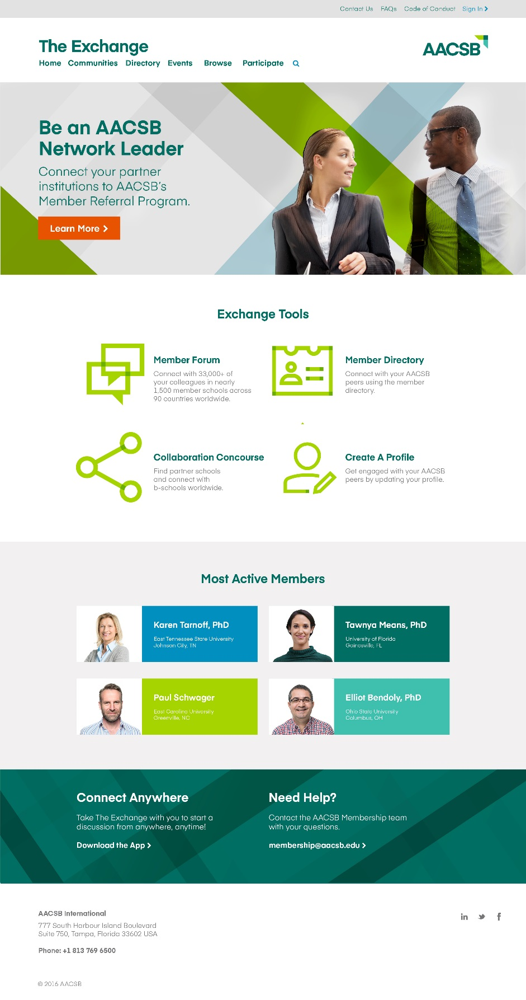 Contact Us FAQs Code of Conduct Sign In
The Exchange
AACSB
Home Communities Directory Events Browse Participate
Be an AACSB
Network Leader
Connect your partner
institutions to AACSB's
Member Referral Program.
Learn More
Exchange Tools
Member Forum
Connect with 33,000+ of
your colleagues in nearly
1,500 member schools across
90 countries worldwide.
Member Directory
Connect with your AACSB
peers using the member
directory.
Collaboration Concourse
Find partner schools
and connect with
b-schools worldwide.
Create A Profile
Get engaged with your AACSB
peers by updating your profile.
Most Active Members
Karen Tarnoff, PhD
East Tennessee State University
Johnson City, TN
Tawnya Means, PhD
University of Florida
Gainesville, FL
Paul Schwager
East Carolina University
Greenville, NC
Elliot Bendoly, PhD
Ohio State University
Columbus, OH
Connect Anywhere
Take The Exchange with you to start a
discussion from anywhere, anytime!
Download the App
Need Help?
Contact the AACSB Membership team
with your questions.
membership@aacsb.edu
AACSB International
777 South Harbour Island Boulevard
Suite 750, Tampa, Florida 33602 USA
Phone: +1 813 769 6500
in f
© 2016 AACSB